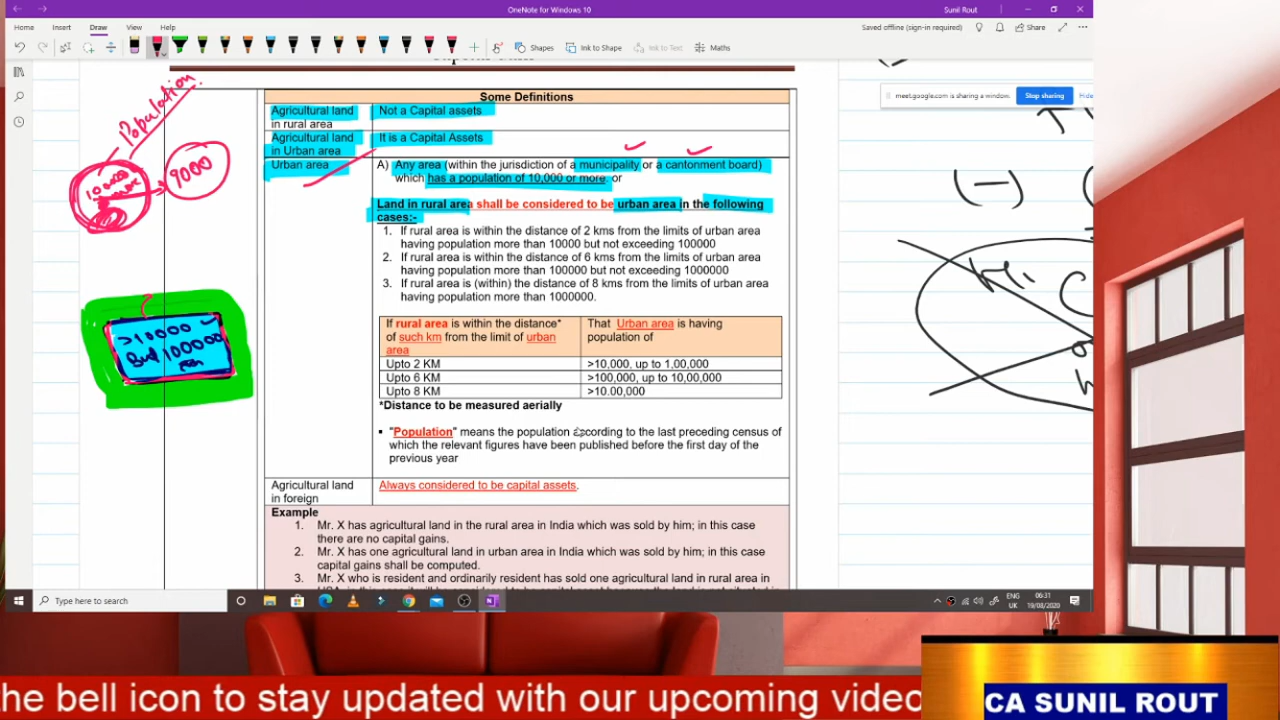 OneNote for Windows 10
Sunil Rout
Home Insert Draw View Help
Saved offline (sign-in required)
Share
Shapes
Ink to Shape
Ink to Text
Maths
meet.google.com is sharing a window.
Stop sharing
Hide
Population
9000
>10000
But 100000
(-)
Some Definitions
Agricultural land in rural area
Not a Capital assets
Agricultural land in Urban area
It is a Capital Assets
Urban area
A) Any area (within the jurisdiction of a municipality or a cantonment board)
which has a population of 10,000 or more. or
Land in rural area shall be considered to be urban area in the following
cases:-
1. If rural area is within the distance of 2 kms from the limits of urban area
having population more than 10000 but not exceeding 100000
2. If rural area is within the distance of 6 kms from the limits of urban area
having population more than 100000 but not exceeding 1000000
3. If rural area is (within) the distance of 8 kms from the limits of urban area
having population more than 1000000.
If rural area is within the distance*
of such km from the limit of urban
area
That Urban area is having
population of
Upto 2 KM >10,000, up to 1,00,000
Upto 6 KM >100,000, up to 10,00,000
Upto 8 KM >10.00,000
*Distance to be measured aerially
▪ "Population" means the population according to the last preceding census of
which the relevant figures have been published before the first day of the
previous year
Agricultural land
in foreign
Always considered to be capital assets.
Example
1. Mr. X has agricultural land in the rural area in India which was sold by him; in this case
there are no capital gains.
2. Mr. X has one agricultural land in urban area in India which was sold by him; in this case
capital gains shall be computed.
3. Mr. X who is resident and ordinarily resident has sold one agricultural land in rural area in
Type here to search
ENG
UK
06:31
19/08/2020
the bell icon to stay updated with our upcoming video
CA SUNIL ROUT